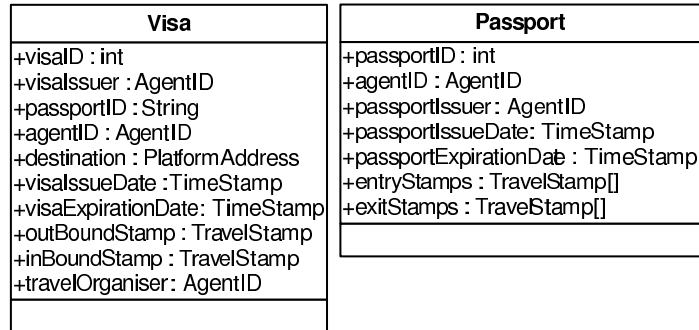 Visa
+visaID : int
+visaIssuer : AgentID
+passportID : String
+agentID : AgentID
+destination : PlatformAddress
+visaIssueDate :TimeStamp
+visaExpirationDate: TimeStamp
+outBoundStamp : TravelStamp
+inBoundStamp : TravelStamp
+travelOrganiser: AgentID
Passport
+passportID : int
+agentID : AgentID
+passportIssuer: AgentID
+passportIssueDate: TimeStamp
+passportExpirationDate : TimeStamp
+entryStamps : TravelStamp[]
+exitStamps : TravelStamp[]